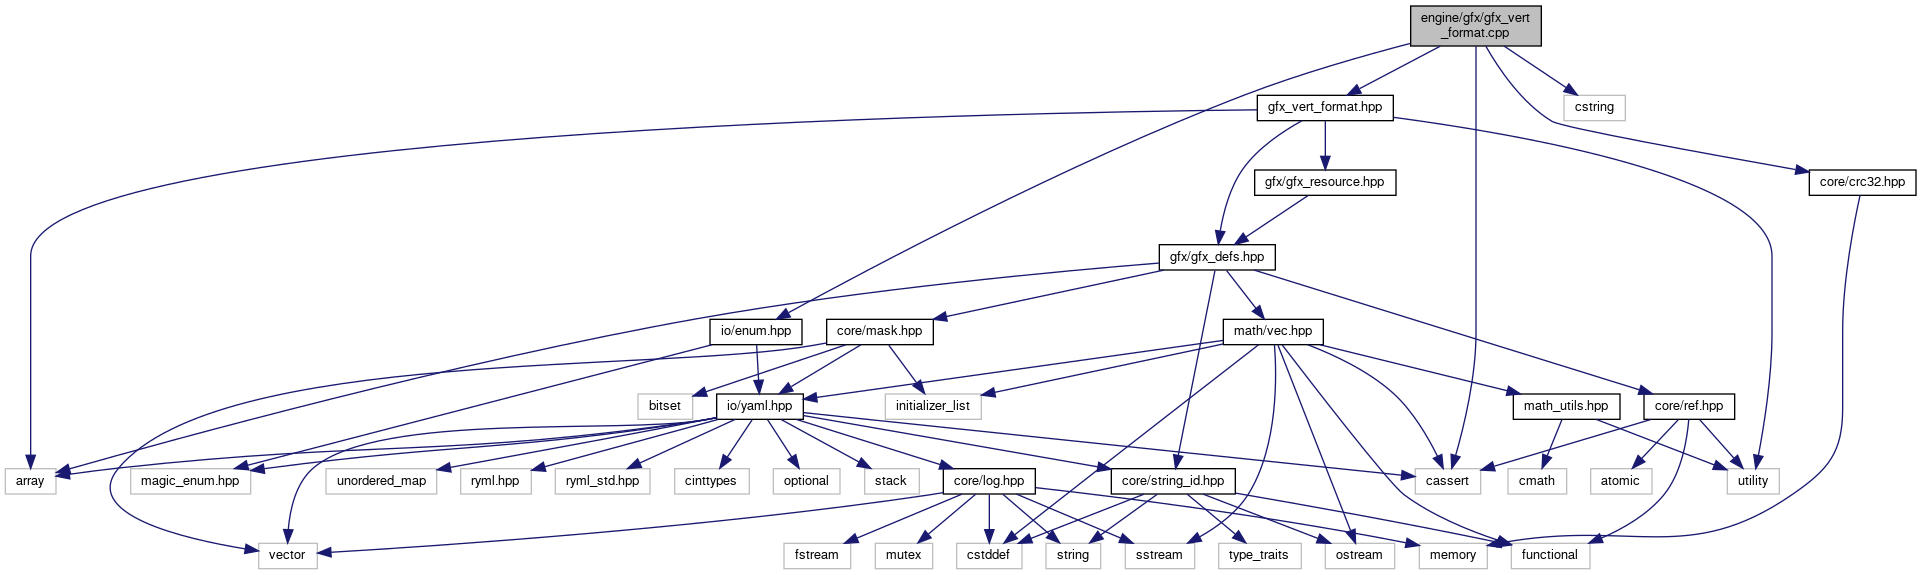 engine/gfx/gfx_vert
_format.cpp
gfx_vert_format.hpp
cstring
gfx/gfx_resource.hpp
core/crc32.hpp
gfx/gfx_defs.hpp
io/enum.hpp
core/mask.hpp
math/vec.hpp
bitset
io/yaml.hpp
initializer_list
math_utils.hpp
core/ref.hpp
array
magic_enum.hpp
unordered_map
ryml.hpp
ryml_std.hpp
cinttypes
optional
stack
core/log.hpp
core/string_id.hpp
cassert
cmath
atomic
utility
vector
fstream
mutex
cstddef
string
sstream
type_traits
ostream
memory
functional